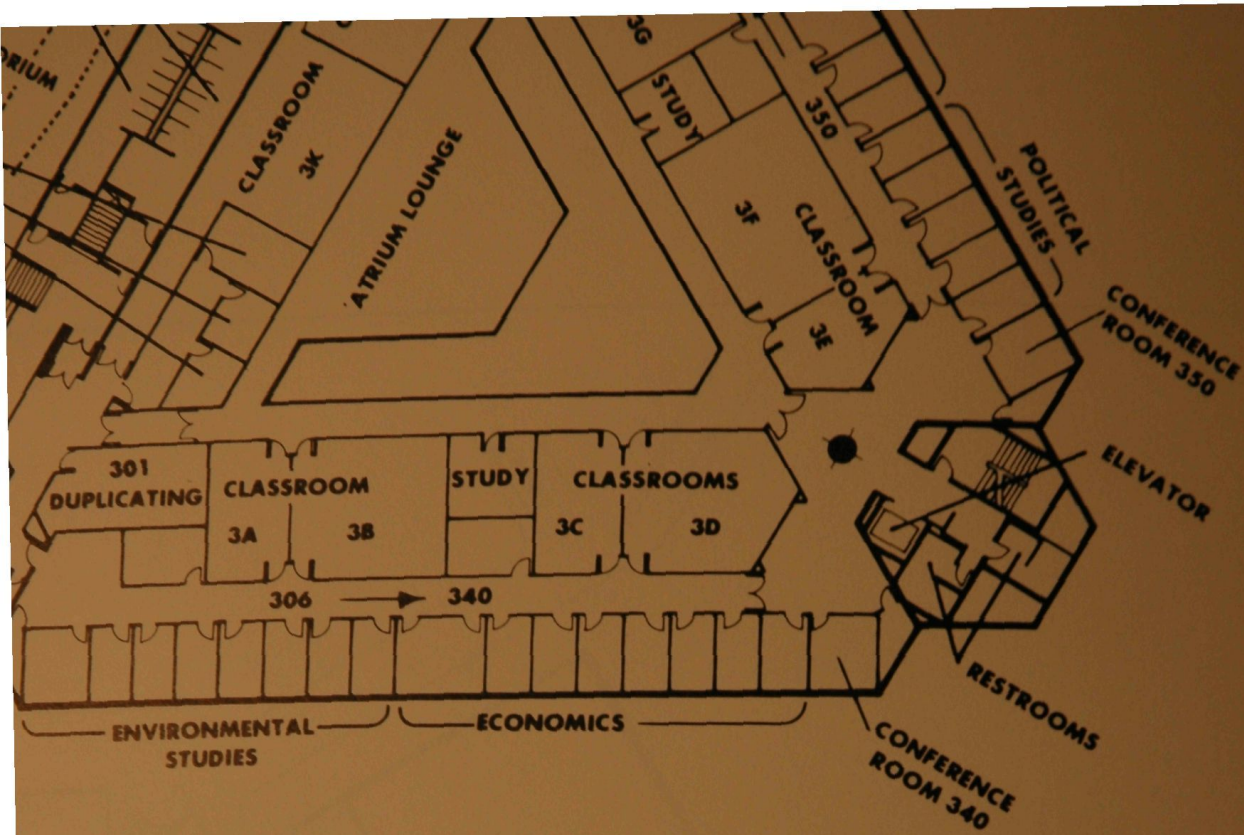 3G
STUDY
350
POLITICAL
STUDIES
CLASSROOM
3K
ATRIUM LOUNGE
3F
CLASSROOM
3E
CONFERENCE
ROOM 350
ELEVATOR
301
DUPLICATING
CLASSROOM
3A
3B
STUDY
CLASSROOMS
3C
3D
306
340
RESTROOMS
ENVIRONMENTAL
STUDIES
ECONOMICS
CONFERENCE
ROOM 340